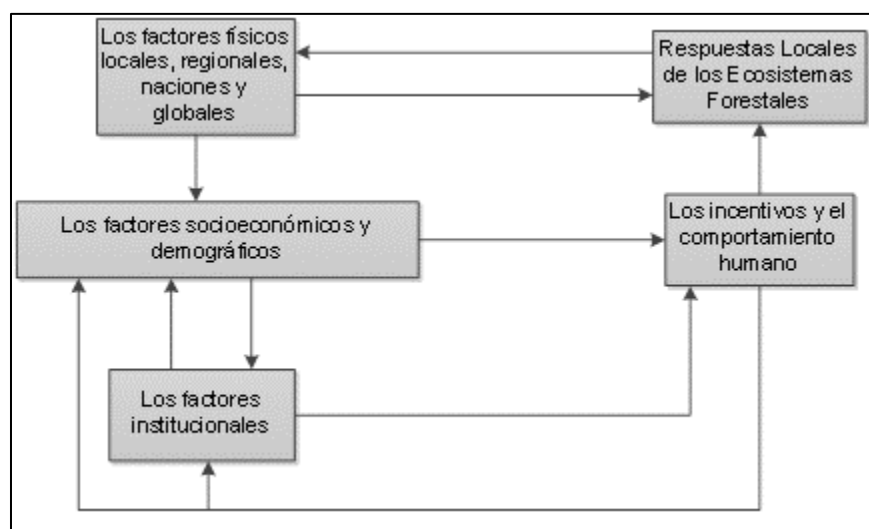 Los factores físicos
locales, regionales,
naciones y
globales
Respuestas Locales
de los Ecosistemas
Forestales
Los factores socioeconómicos y
demográficos
Los incentivos y el
comportamiento
humano
Los factores
institucionales